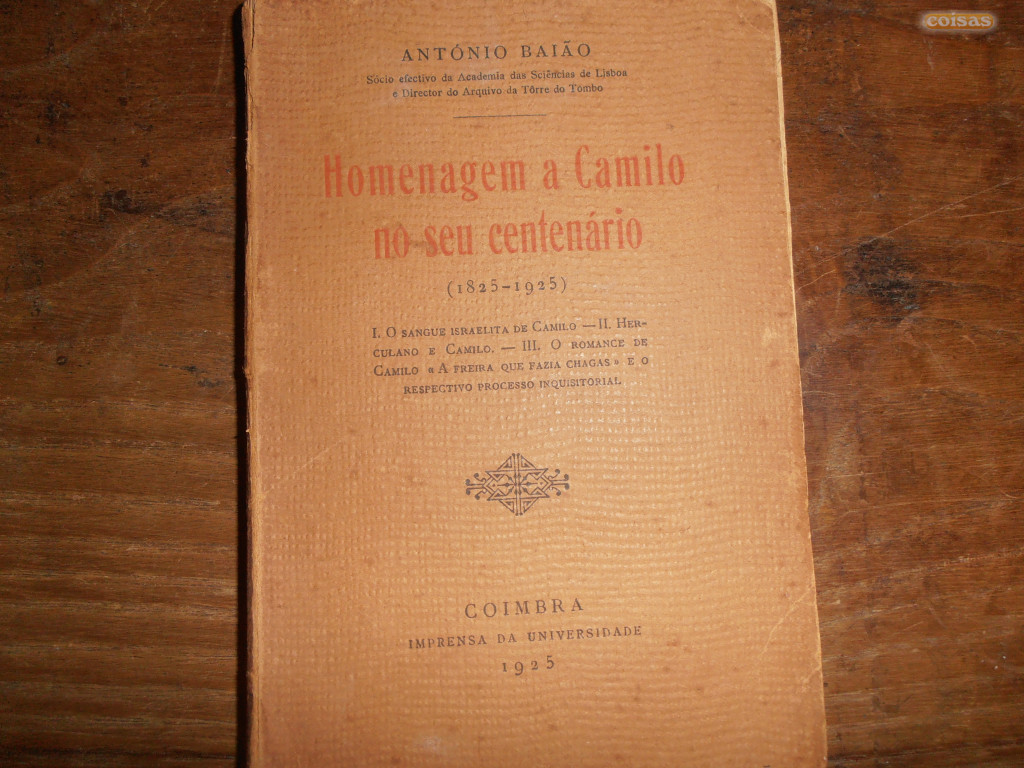 coisas
ANTÓNIO BAIÃO
Sócio efectivo da Academia das Sciências de Lisboa
e Director do Arquivo da Tôrre do Tombo
Homenagem a Camilo
no seu centenário
(1825-1925)
I. O SANGUE ISRAELITA DE CAMILO — II. HER-
CULANO E CAMILO. — III. O ROMANCE DE
CAMILO « A FREIRA QUE FAZIA CHAGAS » E O
RESPECTIVO PROCESSO INQUISITORIAL
COIMBRA
IMPRENSA DA UNIVERSIDADE
1925